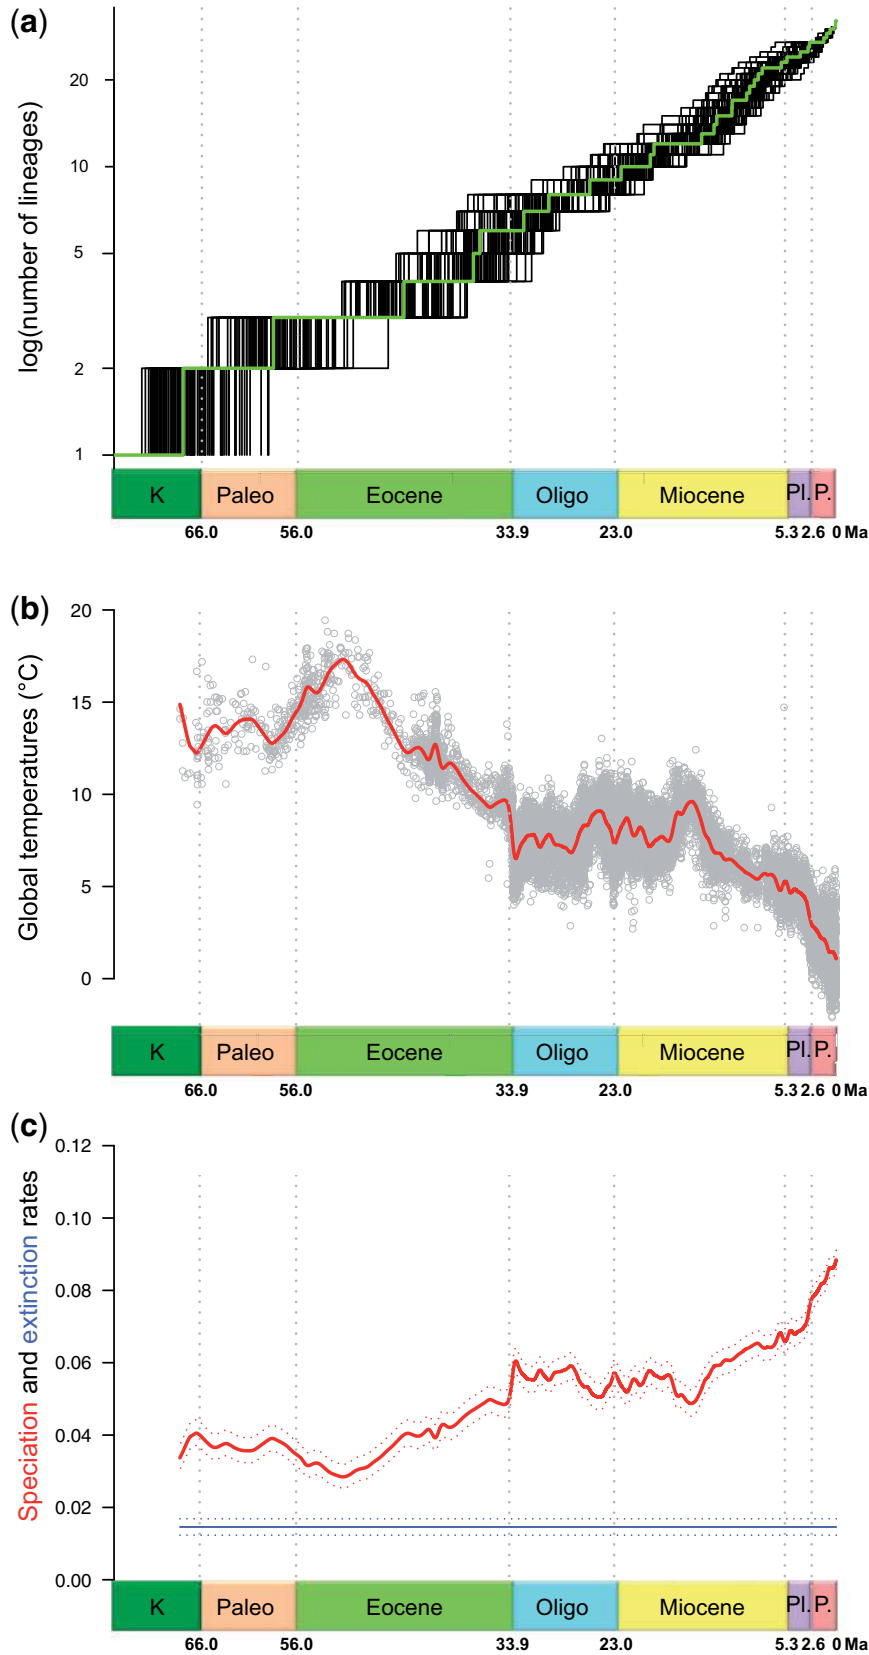 (a)
log(number of lineages)
20
10
5
2
1
K Paleo Eocene Oligo Miocene Pl. P.
66.0 56.0 33.9 23.0 5.3 2.6 0 Ma
(b)
Global temperatures (°C)
20
15
10
5
0
K Paleo Eocene Oligo Miocene Pl. P.
66.0 56.0 33.9 23.0 5.3 2.6 0 Ma
(c)
Speciation and extinction rates
0.12
0.10
0.08
0.06
0.04
0.02
0.00
K Paleo Eocene Oligo Miocene Pl. P.
66.0 56.0 33.9 23.0 5.3 2.6 0 Ma